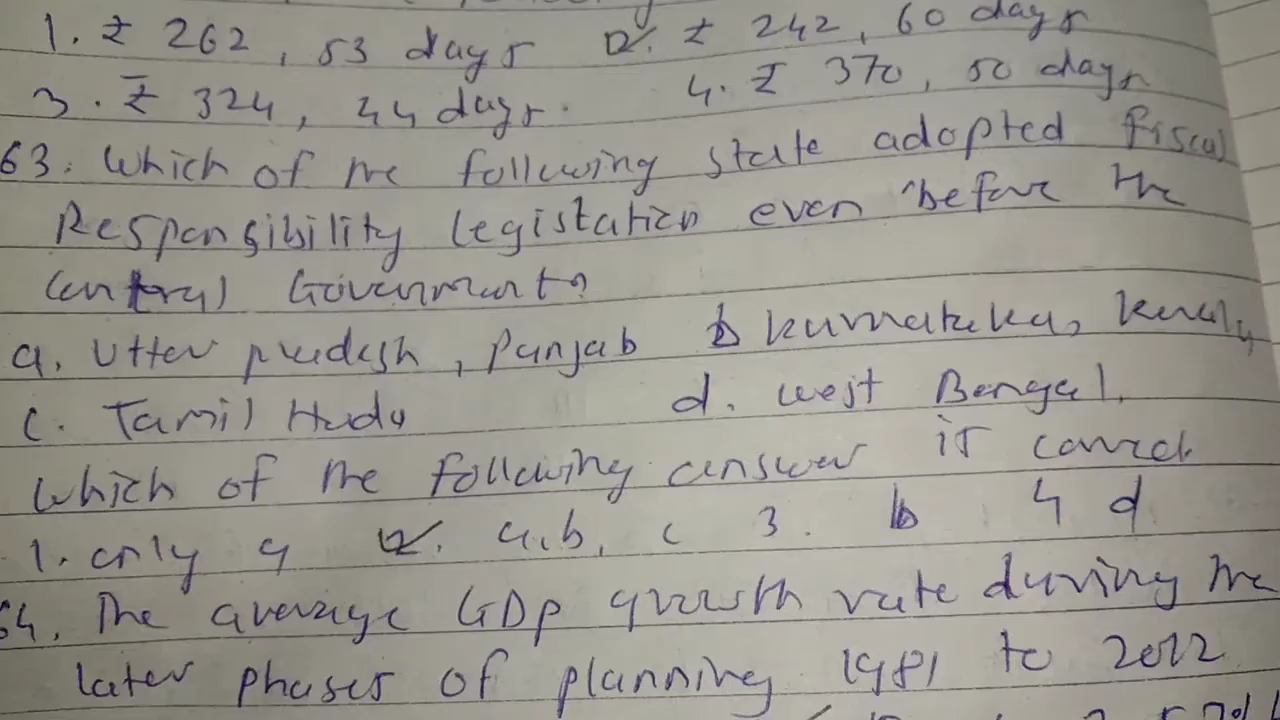 1. ₹ 262, 53 days 2. ₹ 242, 60 days
3. ₹ 324, 44 days. 4. ₹ 370, 50 days
63. Which of the following state adopted fiscal
Responsibility legistation even before the
Central Government?
a. Utter pradesh, Panjab b karnataka, Kerala,
c. Tamil Nadu d. West Bengal.
Which of the following answer is correct
1. only a 2. a.b, c 3. b 4 d
64. The average GDP growth rate during the
later phases of planning 1981 to 2012